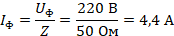 I_Ф = U_Ф / Z = 220 В / 50 Ом = 4,4 А